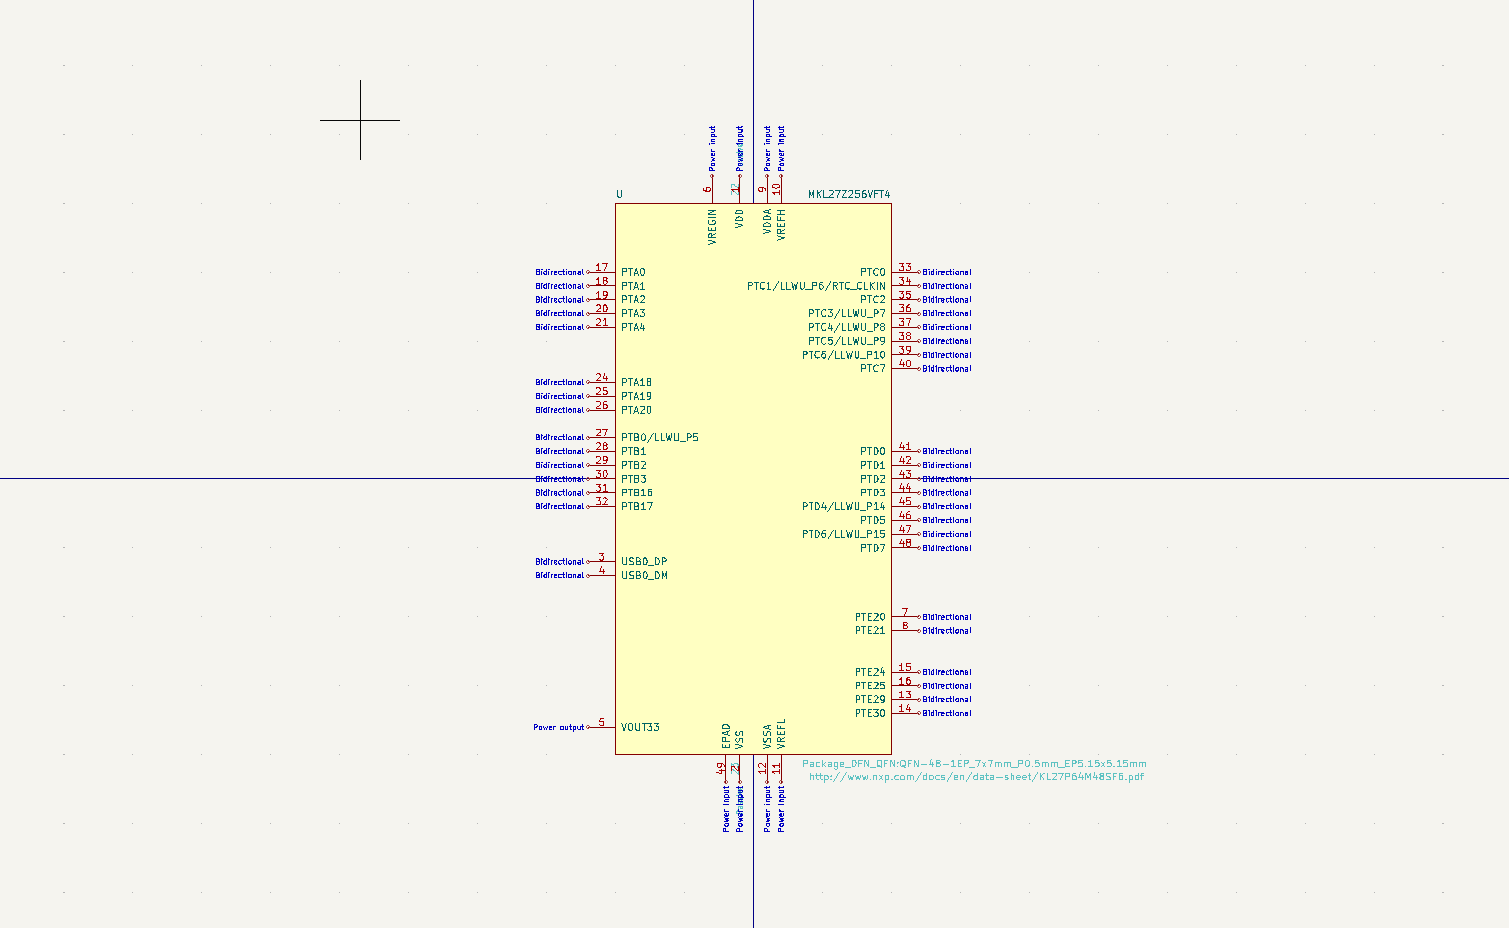 Power input Power input Power input Power input
6 1 9 10
U MKL27Z256VFT4
VREGIN VDD VDDA VREFH
Bidirectional 17 PTA0 PTC0 33 Bidirectional
Bidirectional 18 PTA1 PTC1/LLWU_P6/RTC_CLKIN 34 Bidirectional
Bidirectional 19 PTA2 PTC2 35 Bidirectional
Bidirectional 20 PTA3 PTC3/LLWU_P7 36 Bidirectional
Bidirectional 21 PTA4 PTC4/LLWU_P8 37 Bidirectional
PTC5/LLWU_P9 38 Bidirectional
PTC6/LLWU_P10 39 Bidirectional
PTC7 40 Bidirectional
Bidirectional 24 PTA18
Bidirectional 25 PTA19
Bidirectional 26 PTA20
Bidirectional 27 PTB0/LLWU_P5
Bidirectional 28 PTB1 PTD0 41 Bidirectional
Bidirectional 29 PTB2 PTD1 42 Bidirectional
Bidirectional 30 PTB3 PTD2 43 Bidirectional
Bidirectional 31 PTB16 PTD3 44 Bidirectional
Bidirectional 32 PTB17 PTD4/LLWU_P14 45 Bidirectional
PTD5 46 Bidirectional
PTD6/LLWU_P15 47 Bidirectional
PTD7 48 Bidirectional
Bidirectional 3 USB0_DP
Bidirectional 4 USB0_DM
PTE20 7 Bidirectional
PTE21 8 Bidirectional
PTE24 15 Bidirectional
PTE25 16 Bidirectional
PTE29 13 Bidirectional
PTE30 14 Bidirectional
Power output 5 VOUT33
EPAD VSS VSSA VREFL
49 12 11
Package_DFN_QFN:QFN-48-1EP_7x7mm_P0.5mm_EP5.15x5.15mm
http://www.nxp.com/docs/en/data-sheet/KL27P64M48SF6.pdf
Power input Power input Power input Power input